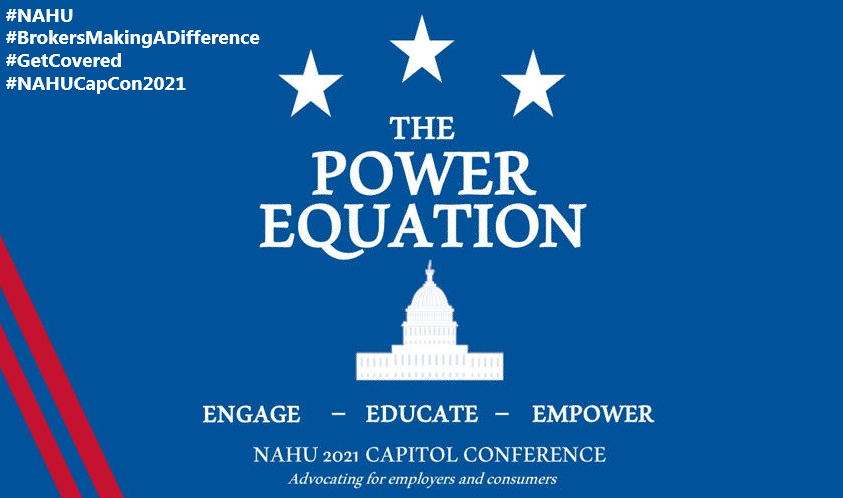 #NAHU
#BrokersMakingADifference
#GetCovered
#NAHUCapCon2021
THE
POWER
EQUATION
ENGAGE – EDUCATE – EMPOWER
NAHU 2021 CAPITOL CONFERENCE
Advocating for employers and consumers